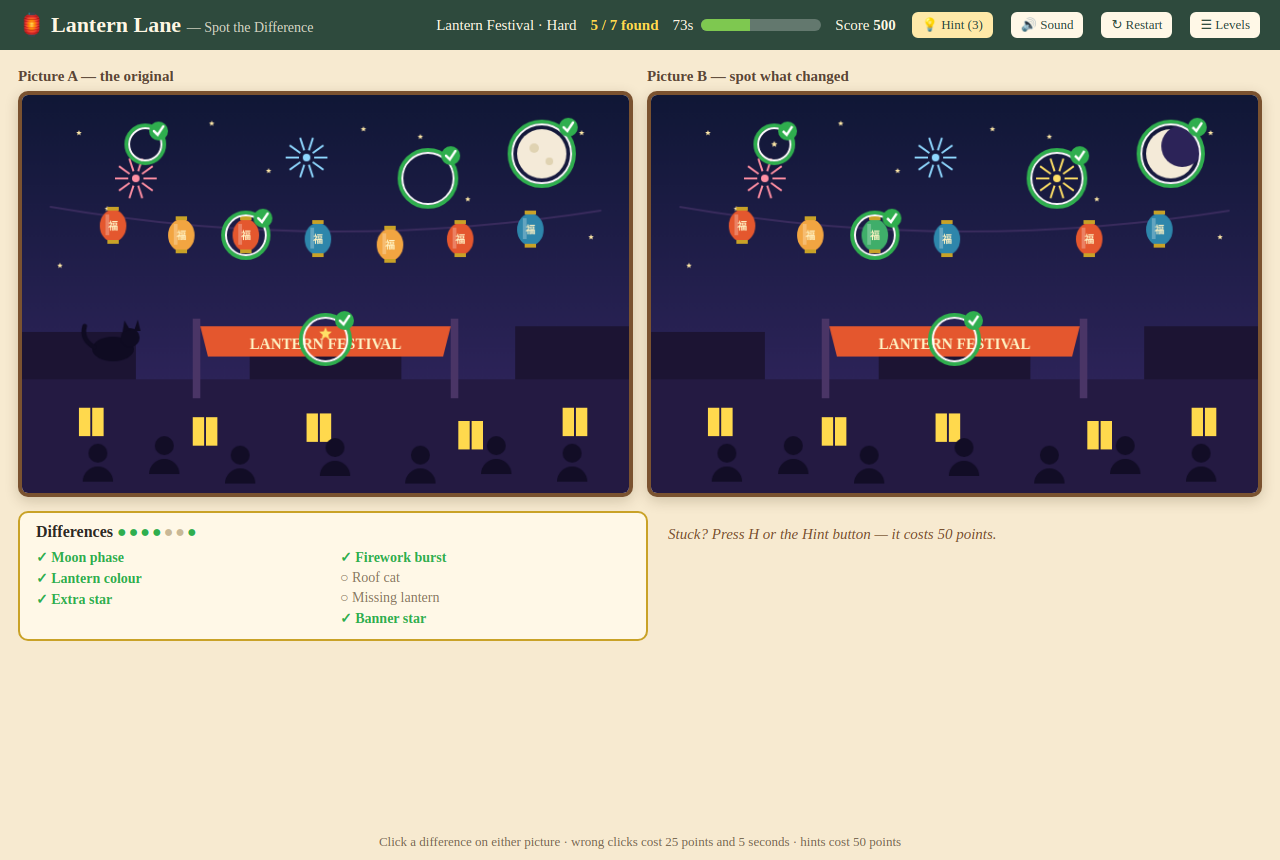 🏮 Lantern Lane — Spot the Difference
Lantern Festival · Hard 5 / 7 found 73s Score 500 💡 Hint (3) 🔊 Sound ↻ Restart ☰ Levels
Picture A — the original
Picture B — spot what changed
福 福 福 福 福 福 福
福 福 福 福 福 福
LANTERN FESTIVAL
LANTERN FESTIVAL
Differences
✓ Moon phase
✓ Lantern colour
✓ Extra star
✓ Firework burst
○ Roof cat
○ Missing lantern
✓ Banner star
Stuck? Press H or the Hint button — it costs 50 points.
Click a difference on either picture · wrong clicks cost 25 points and 5 seconds · hints cost 50 points